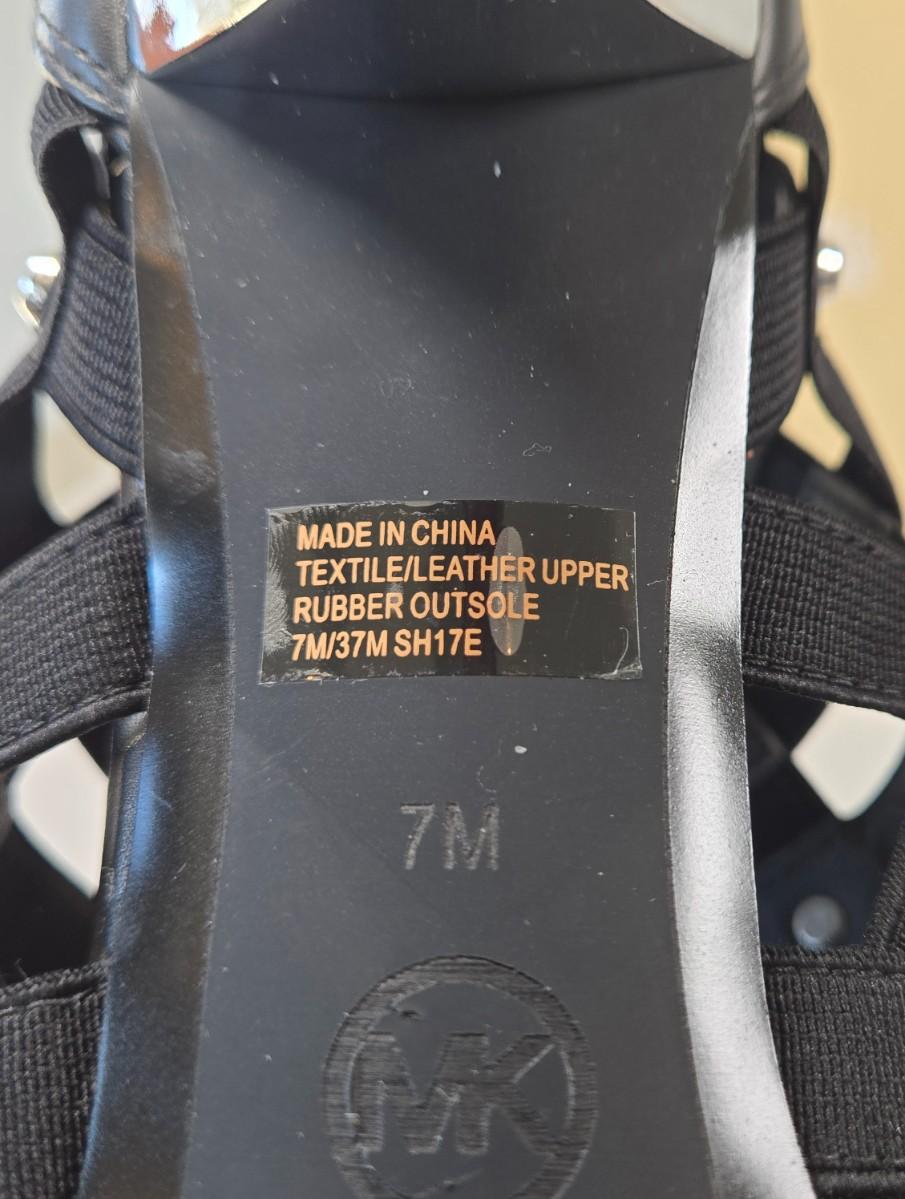 MADE IN CHINA
TEXTILE/LEATHER UPPER
RUBBER OUTSOLE
7M/37M SH17E
7M
MK